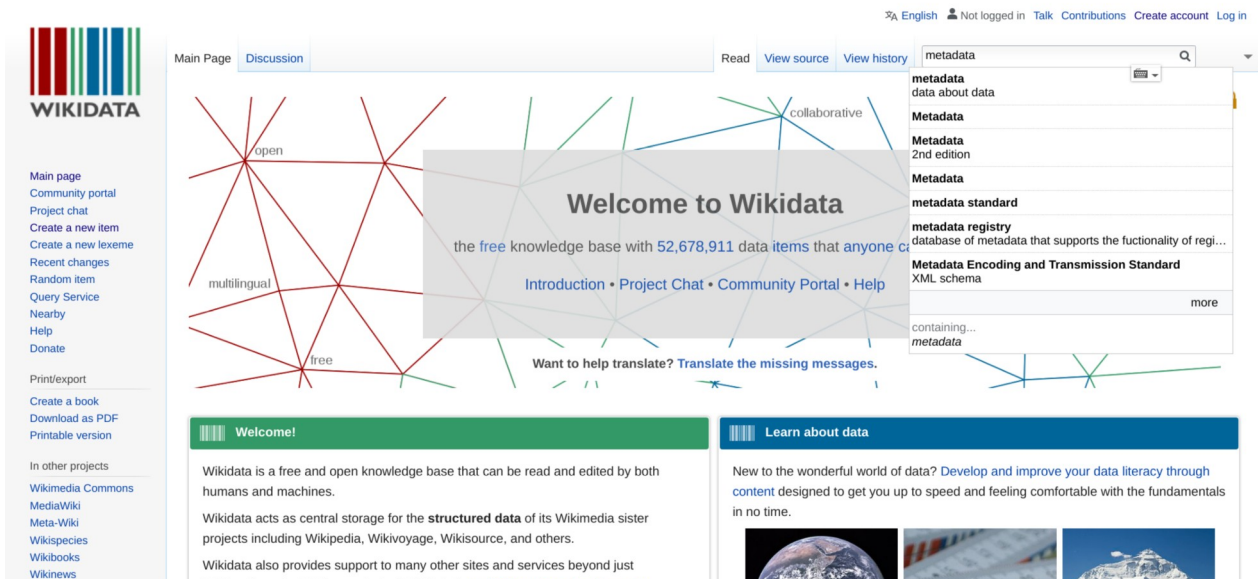 English Not logged in Talk Contributions Create account Log in
WIKIDATA
Main Page Discussion
Read View source View history
metadata
metadata
data about data
Metadata
Metadata
2nd edition
Metadata
metadata standard
metadata registry
database of metadata that supports the fuctionality of regi...
Metadata Encoding and Transmission Standard
XML schema
more
containing...
metadata
Main page
Community portal
Project chat
Create a new item
Create a new lexeme
Recent changes
Random item
Query Service
Nearby
Help
Donate
Print/export
Create a book
Download as PDF
Printable version
In other projects
Wikimedia Commons
MediaWiki
Meta-Wiki
Wikispecies
Wikibooks
Wikinews
open
collaborative
multilingual
free
Welcome to Wikidata
the free knowledge base with 52,678,911 data items that anyone
Introduction • Project Chat • Community Portal • Help
Want to help translate? Translate the missing messages.
Welcome!
Wikidata is a free and open knowledge base that can be read and edited by both
humans and machines.
Wikidata acts as central storage for the structured data of its Wikimedia sister
projects including Wikipedia, Wikivoyage, Wikisource, and others.
Wikidata also provides support to many other sites and services beyond just
Learn about data
New to the wonderful world of data? Develop and improve your data literacy through
content designed to get you up to speed and feeling comfortable with the fundamentals
in no time.